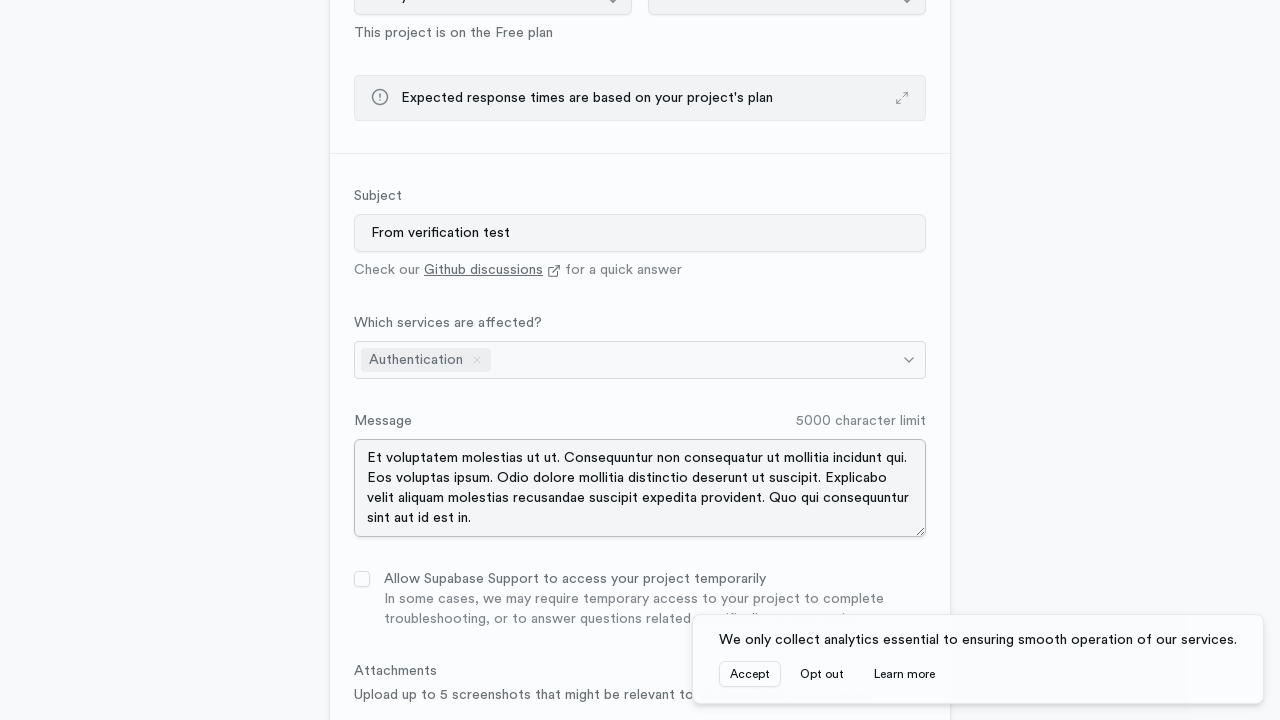 This project is on the Free plan
Expected response times are based on your project's plan
Subject
From verification test
Check our Github discussions for a quick answer
Which services are affected?
Authentication
Message
5000 character limit
Et voluptatem molestias ut ut. Consequuntur non consequatur ut mollitia incidunt qui.
Eos voluptas ipsum. Odio dolore mollitia distinctio deserunt ut suscipit. Explicabo
velit aliquam molestias recusandae suscipit expedita provident. Quo qui consequuntur
sint aut id est in.
Allow Supabase Support to access your project temporarily
In some cases, we may require temporary access to your project to complete
troubleshooting, or to answer questions related
We only collect analytics essential to ensuring smooth operation of our services.
Accept
Opt out
Learn more
Attachments
Upload up to 5 screenshots that might be relevant to